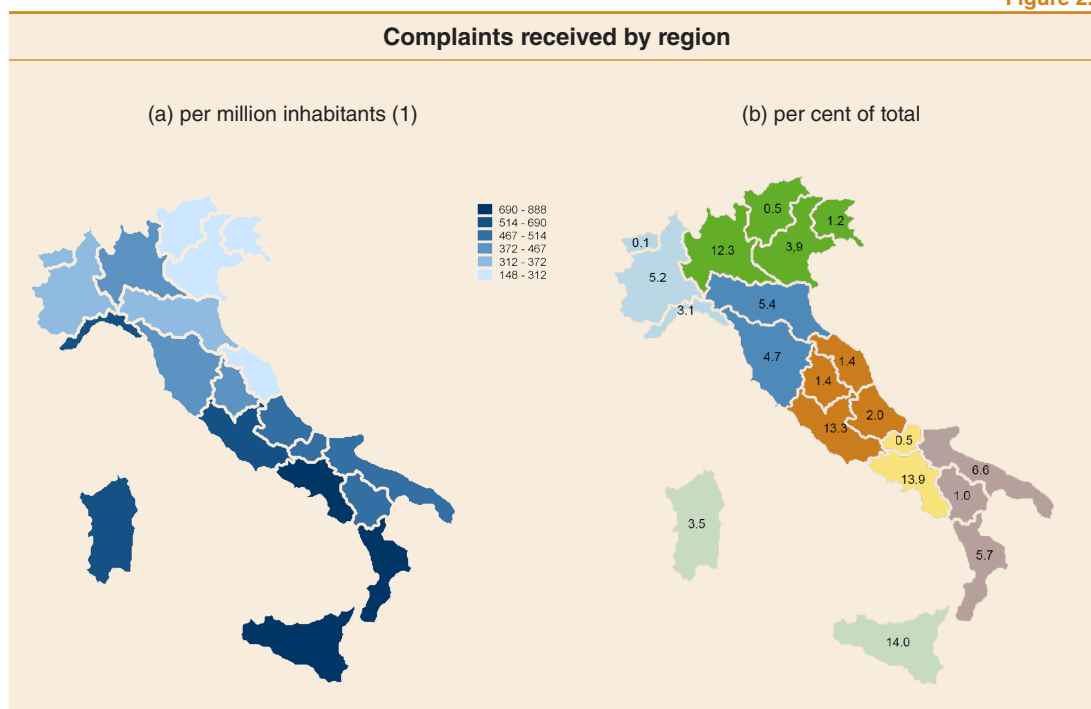 Figure 2.
Complaints received by region
(a) per million inhabitants (1)
(b) per cent of total
690 - 888
514 - 690
467 - 514
372 - 467
312 - 372
148 - 312
0.5
1.2
0.1
12.3
3,9
5.2
3.1
5.4
4.7
1.4
1.4
2.0
13.3
0.5
13.9
6.6
1.0
3.5
5.7
14.0